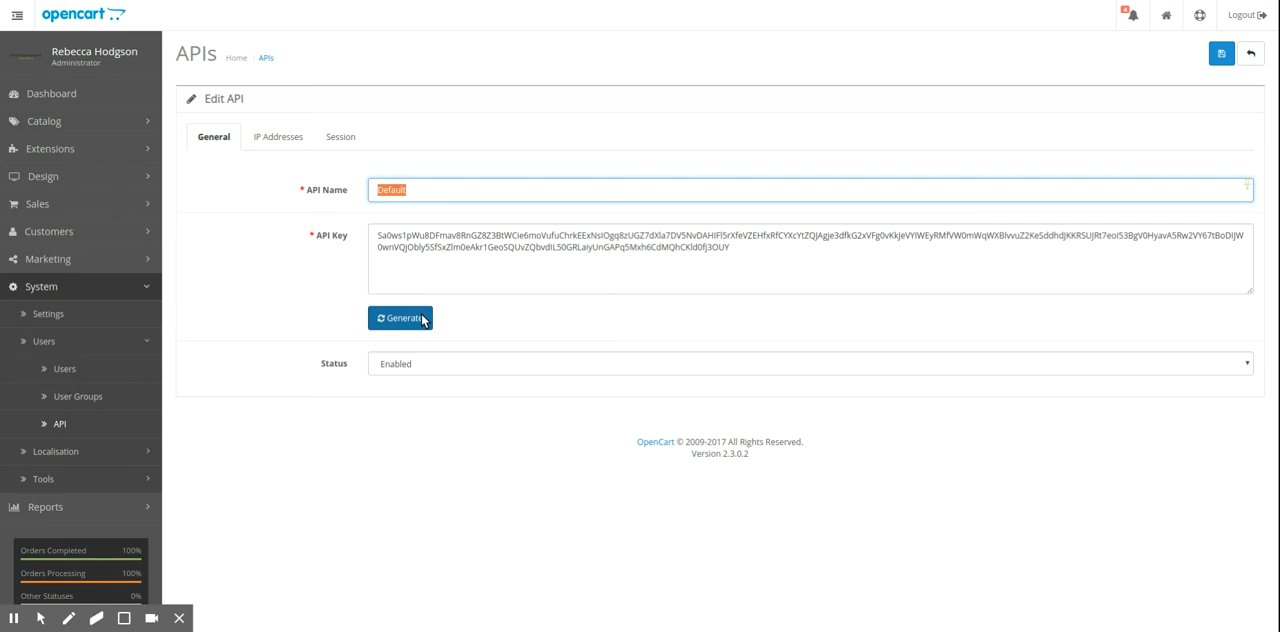 opencart
4
Logout
Rebecca Hodgson
Administrator
APIs
Home / APIs
Dashboard
Catalog
Extensions
Design
Sales
Customers
Marketing
System
Settings
Users
Users
User Groups
API
Localisation
Tools
Reports
Orders Completed 100%
Orders Processing 100%
Other Statuses 0%
Edit API
General
IP Addresses
Session
* API Name
Default
* API Key
Generate
Status
Enabled
OpenCart © 2009-2017 All Rights Reserved.
Version 2.3.0.2